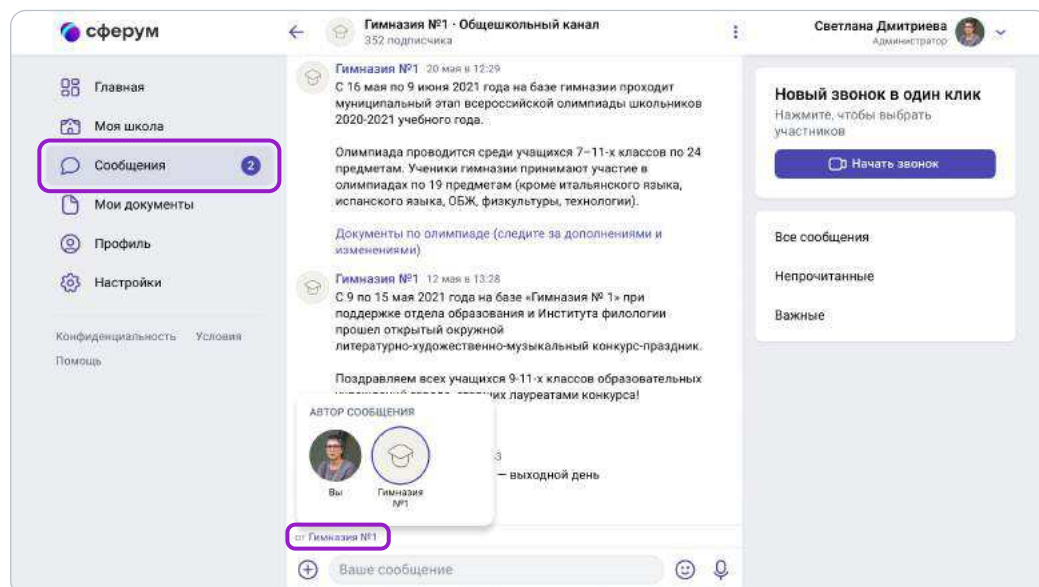 сферум
Главная
Моя школа
Сообщения 2
Мои документы
Профиль
Настройки
Конфиденциальность Условия
Помощь
Гимназия №1 · Общешкольный канал
352 подписчика
Гимназия №1 20 мая в 12:29
С 16 мая по 9 июня 2021 года на базе гимназии проходит
муниципальный этап всероссийской олимпиады школьников
2020-2021 учебного года.
Олимпиада проводится среди учащихся 7–11-х классов по 24
предметам. Ученики гимназии принимают участие в
олимпиадах по 19 предметам (кроме итальянского языка,
испанского языка, ОБЖ, физкультуры, технологии).
Документы по олимпиаде (следите за дополнениями и
изменениями)
Гимназия №1 12 мая в 13:28
С 9 по 15 мая 2021 года на базе «Гимназия № 1» при
поддержке отдела образования и Института филологии
прошел открытый окружной
литературно-художественно-музыкальный конкурс-праздник.
Поздравляем всех учащихся 9-11-х классов образовательных
лауреатами конкурса!
3
— выходной день
АВТОР СООБЩЕНИЯ
Вы
Гимназия
№1
от Гимназия №1
Ваше сообщение
Светлана Дмитриева
Администратор
Новый звонок в один клик
Нажмите, чтобы выбрать
участников
Начать звонок
Все сообщения
Непрочитанные
Важные